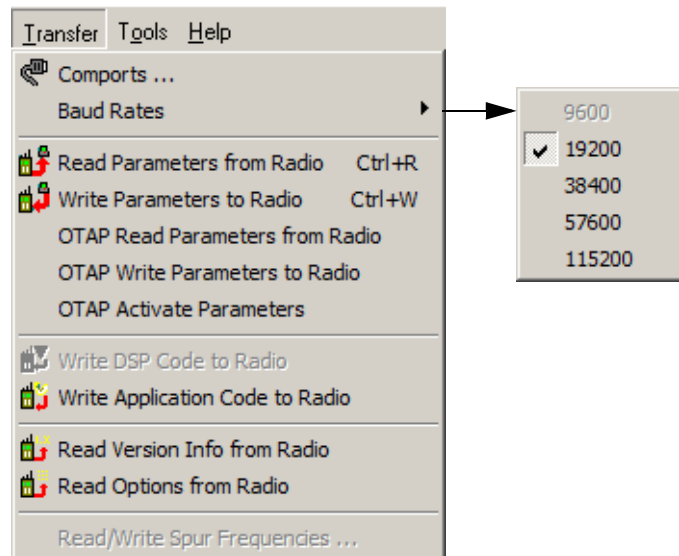 Transfer Tools Help
Comports ...
Baud Rates
Read Parameters from Radio Ctrl+R
Write Parameters to Radio Ctrl+W
OTAP Read Parameters from Radio
OTAP Write Parameters to Radio
OTAP Activate Parameters
Write DSP Code to Radio
Write Application Code to Radio
Read Version Info from Radio
Read Options from Radio
Read/Write Spur Frequencies ...
9600
19200
38400
57600
115200